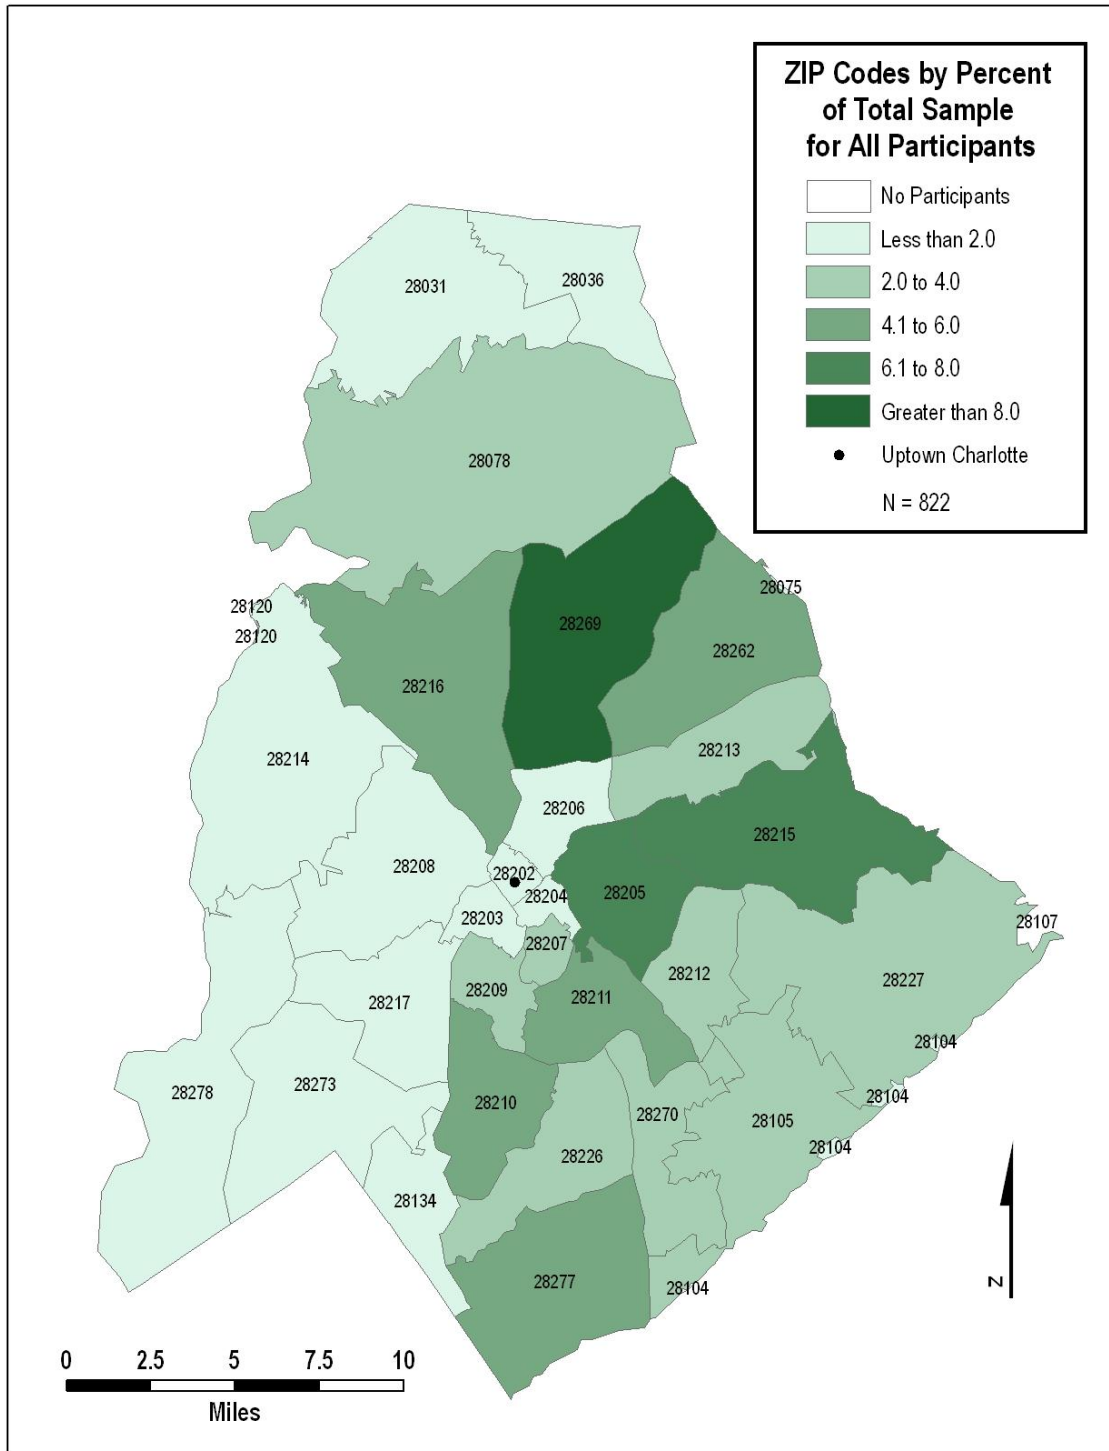 ZIP Codes by Percent
of Total Sample
for All Participants
No Participants
Less than 2.0
2.0 to 4.0
4.1 to 6.0
6.1 to 8.0
Greater than 8.0
Uptown Charlotte
N = 822
28031
28036
28078
28075
28120
28120
28269
28262
28216
28213
28214
28206
28215
28208
28202
28204
28205
28203
28207
28107
28212
28227
28209
28211
28217
28104
28278
28273
28210
28270
28105
28104
28226
28104
28134
28277
28104
N
0 2.5 5 7.5 10
Miles